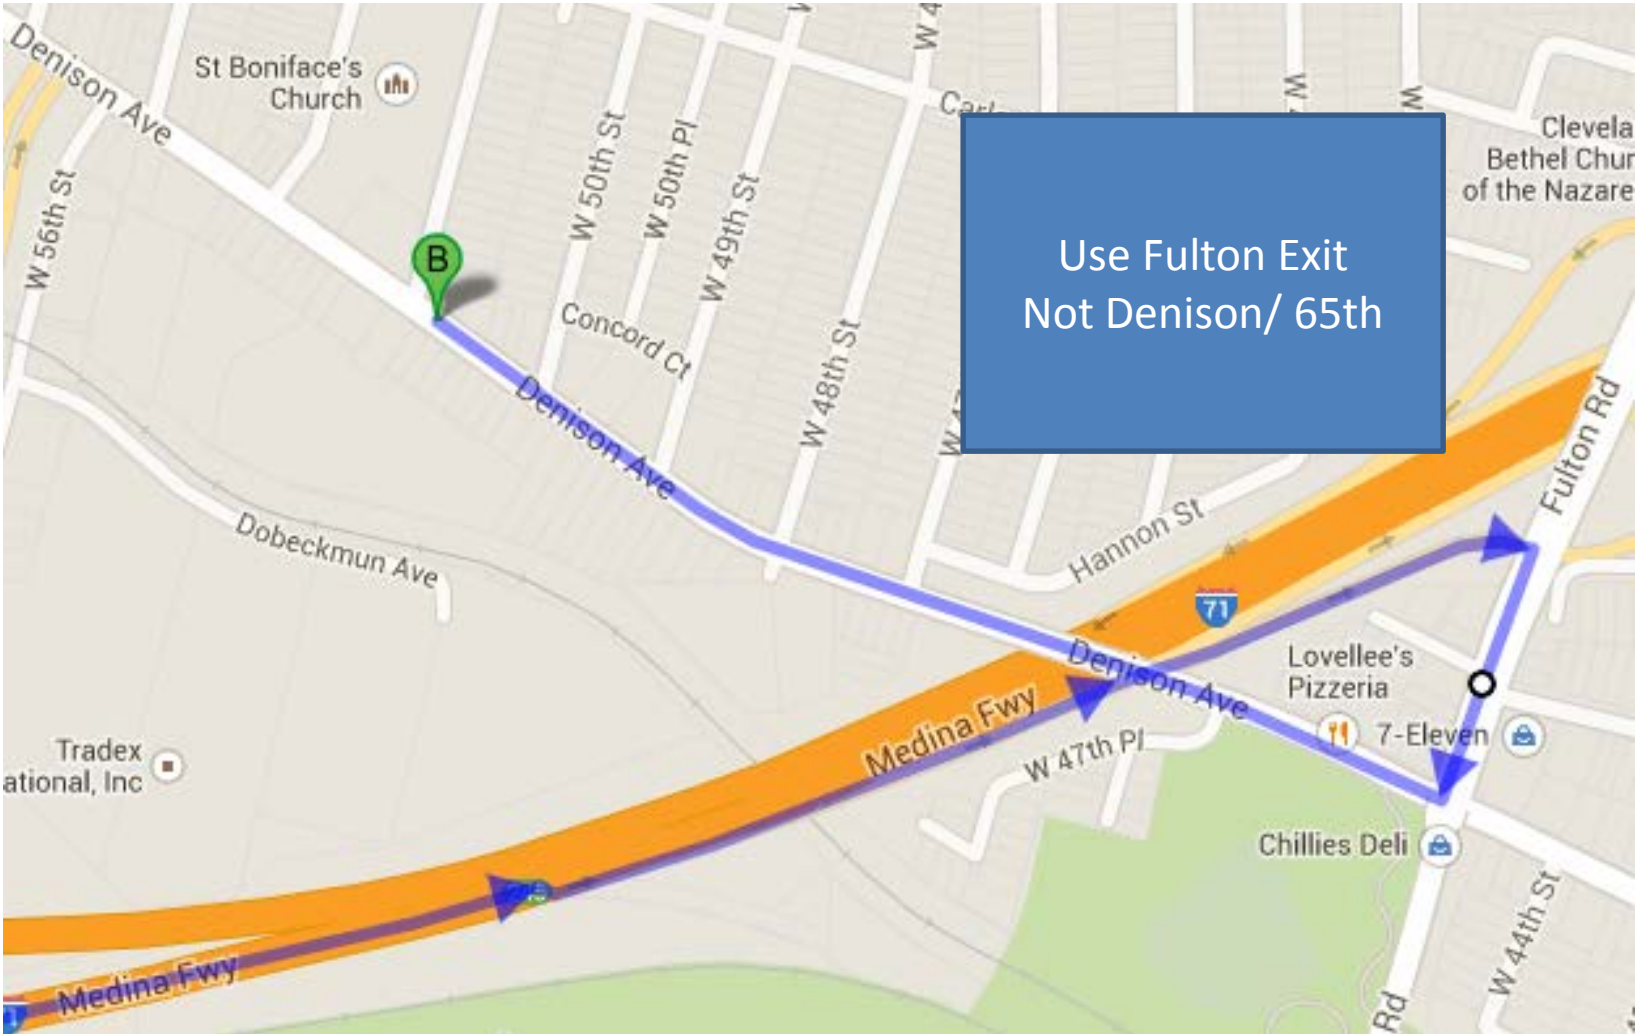 Denison Ave
St Boniface's
Church
W 56th St
B
W 50th St
W 50th Pl
W 49th St
Concord Ct
W 48th St
W 4
W
W
Clevela
Bethel Chur
of the Nazare
Use Fulton Exit
Not Denison/ 65th
Denison Ave
W 47
Fulton Rd
Hannon St
71
Dobeckmun Ave
Denison Ave
Lovellee's
Pizzeria
7-Eleven
Medina Fwy
W 47th Pl
Tradex
ational, Inc
Chillies Deli
W 44th St
Medina Fwy
Rd